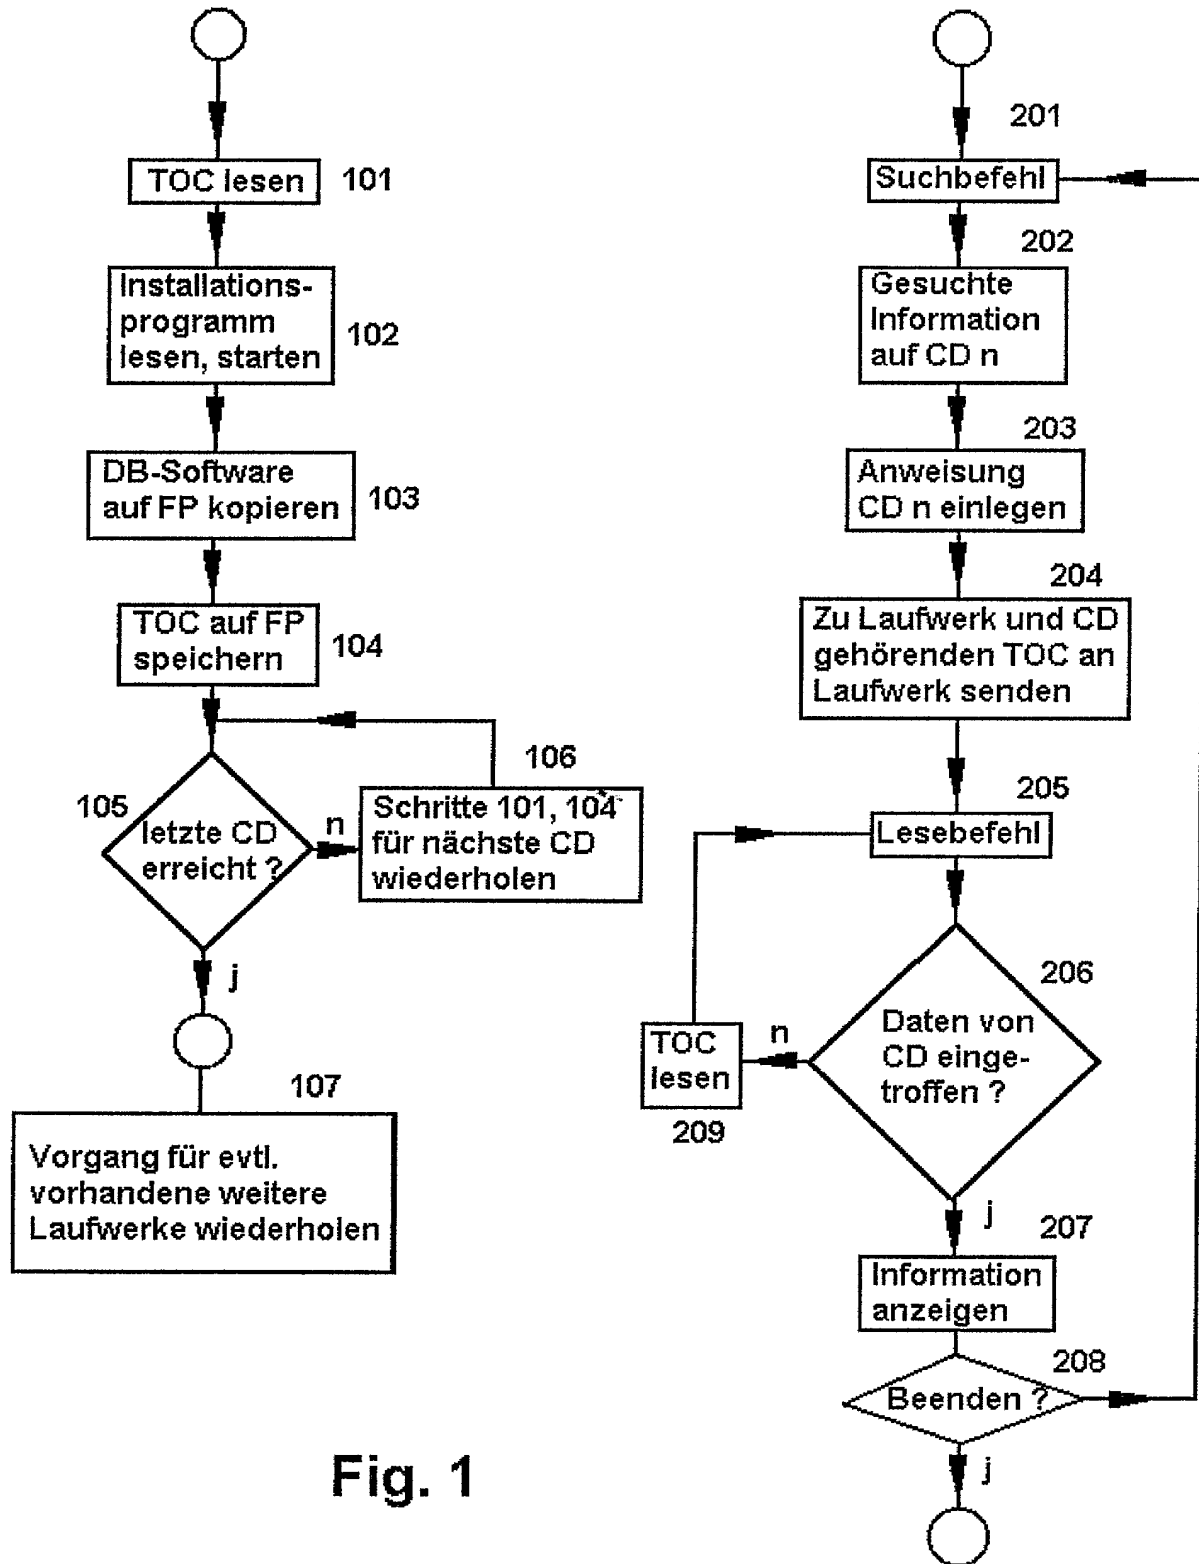 TOC lesen
101
Installations-
programm
lesen, starten
102
DB-Software
auf FP kopieren
103
TOC auf FP
speichern
104
105
letzte CD
erreicht ?
n
106
Schritte 101, 104
für nächste CD
wiederholen
j
107
Vorgang für evtl.
vorhandene weitere
Laufwerke wiederholen
201
Suchbefehl
202
Gesuchte
Information
auf CD n
203
Anweisung
CD n einlegen
204
Zu Laufwerk und CD
gehörenden TOC an
Laufwerk senden
205
Lesebefehl
206
Daten von
CD einge-
troffen ?
n
TOC
lesen
209
j
207
Information
anzeigen
208
Beenden ?
j
Fig. 1